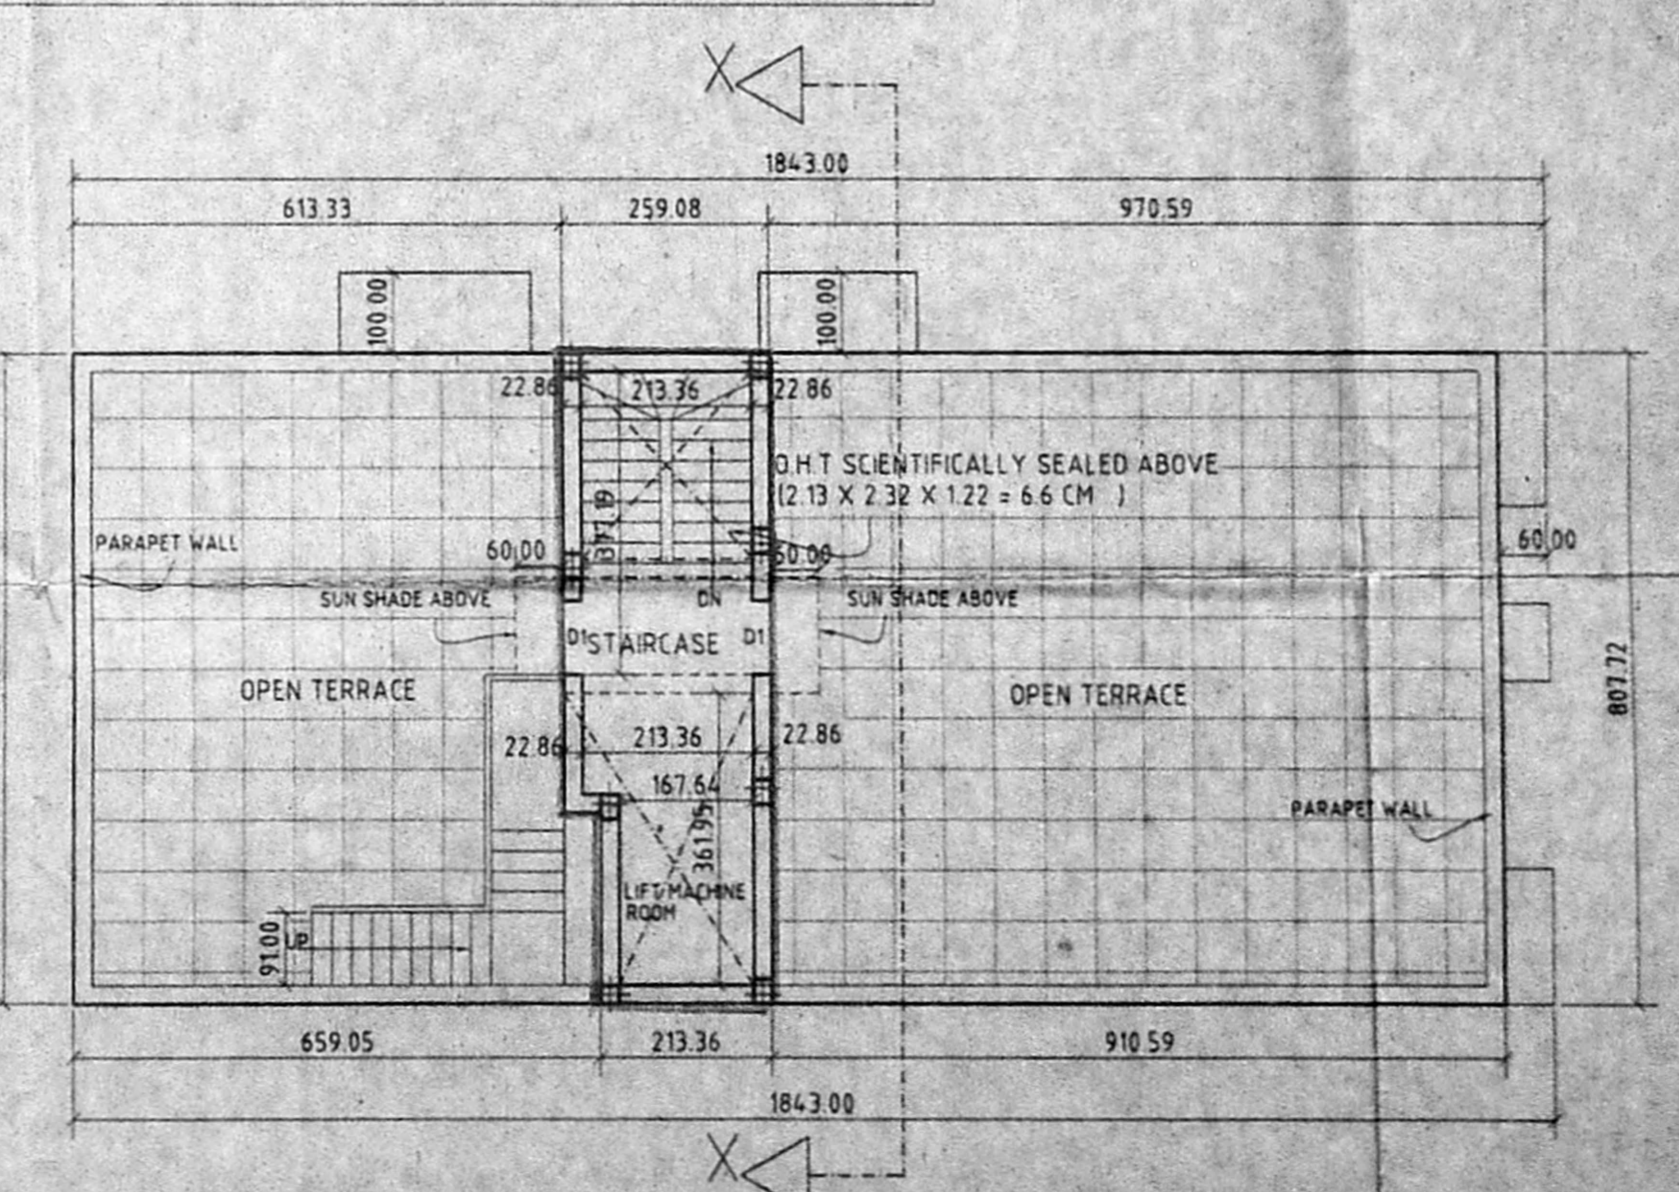 X
1843.00
613.33
259.08
970.59
100.00
100.00
22.86
213.36
22.86
O.H.T SCIENTIFICALLY SEALED ABOVE
(2.13 X 2.32 X 1.22 = 6.6 CM )
377.19
PARAPET WALL
60.00
60.00
60.00
SUN SHADE ABOVE
DN
SUN SHADE ABOVE
D1
STAIRCASE
D1
OPEN TERRACE
OPEN TERRACE
807.72
22.86
213.36
22.86
167.64
361.95
PARAPET WALL
LIFT MACHINE
ROOM
91.00
UP
659.05
213.36
910.59
1843.00
X